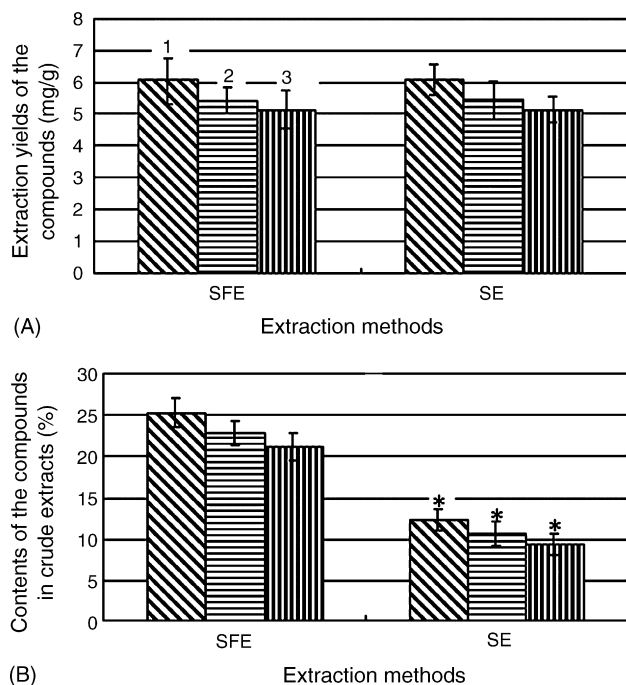 8
7
6
5
4
3
2
1
0
Extraction yields of the
compounds (mg/g)
1
2
3
SFE
SE
(A)
Extraction methods
30
25
20
15
10
5
0
Contents of the compounds
in crude extracts (%)
*
*
*
SFE
SE
(B)
Extraction methods